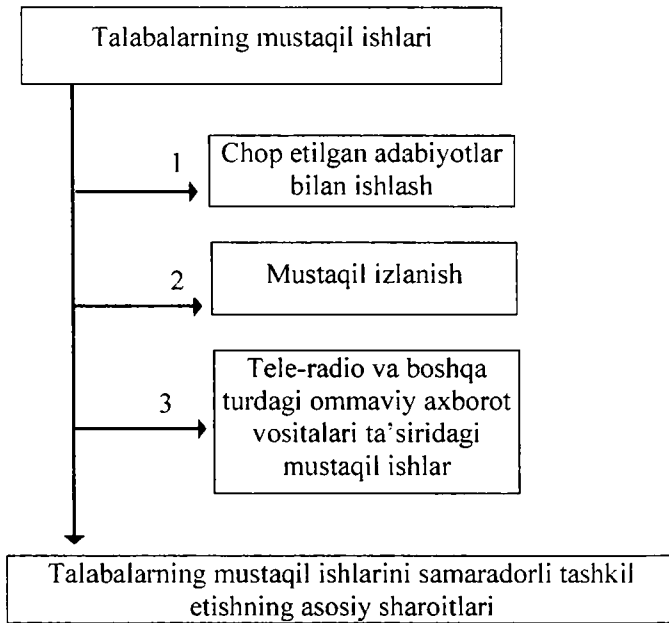 Talabalarning mustaqil ishlari
1
Chop etilgan adabiyotlar
bilan ishlash
2
Mustaqil izlanish
3
Tele-radio va boshqa
turdagi ommaviy axborot
vositalari ta’siridagi
mustaqil ishlar
Talabalarning mustaqil ishlarini samaradorli tashkil
etishning asosiy sharoitlari